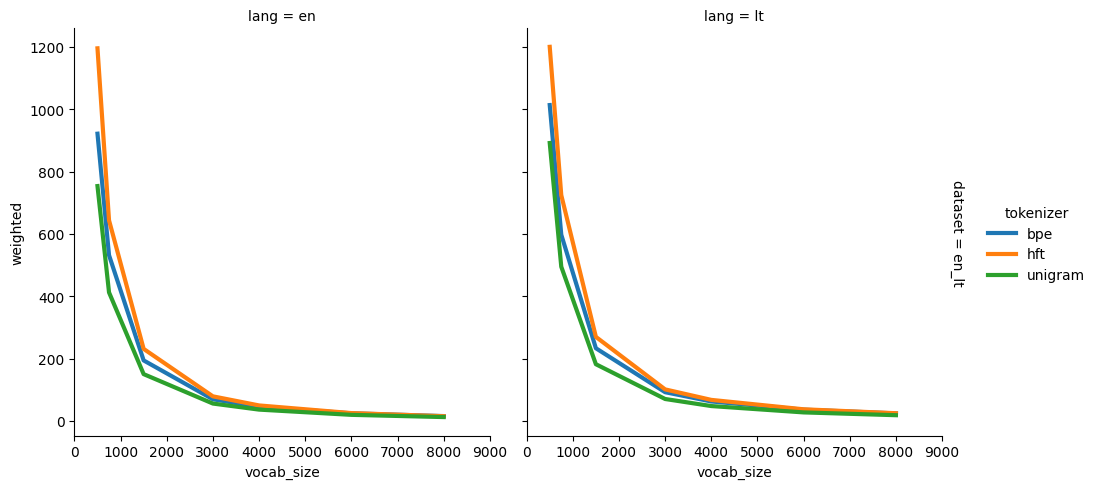 lang = en
lang = lt
weighted
1200
1000
800
600
400
200
0
0 1000 2000 3000 4000 5000 6000 7000 8000 9000
vocab_size
0 1000 2000 3000 4000 5000 6000 7000 8000 9000
vocab_size
dataset = en_lt
tokenizer
bpe
hft
unigram